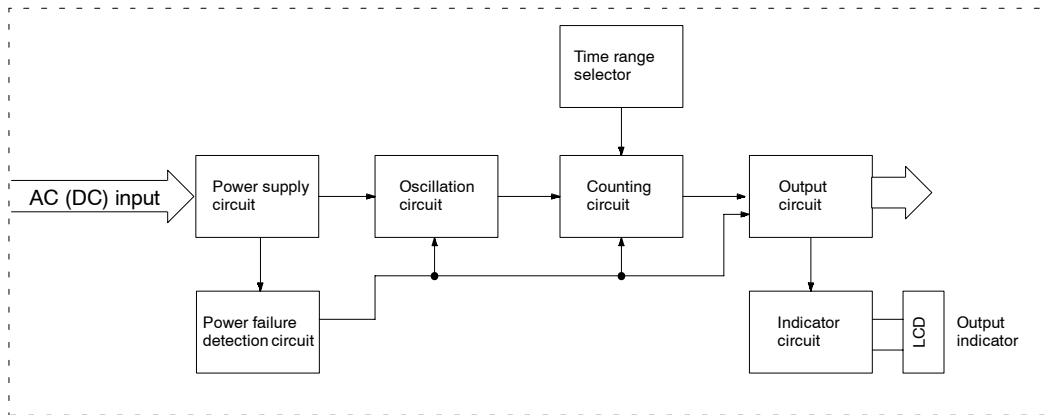 Time range
selector
AC (DC) input
Power supply
circuit
Oscillation
circuit
Counting
circuit
Output
circuit
Power failure
detection circuit
Indicator
circuit
LCD
Output
indicator